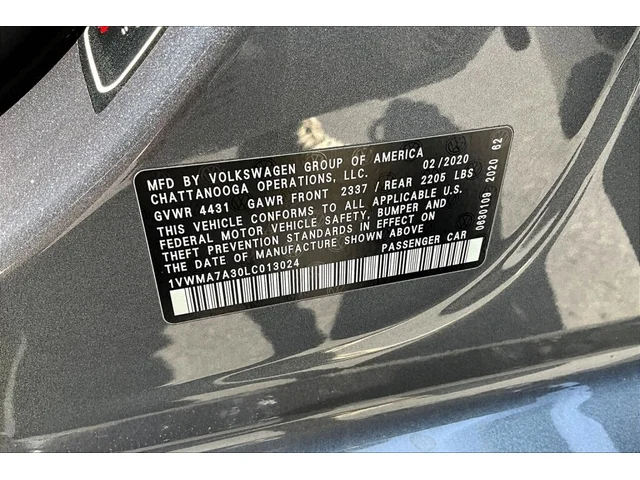 MFD BY VOLKSWAGEN GROUP OF AMERICA 02/2020
CHATTANOOGA OPERATIONS, LLC.
GVWR 4431 GAWR FRONT 2337 / REAR 2205 LBS
THIS VEHICLE CONFORMS TO ALL APPLICABLE U.S.
FEDERAL MOTOR VEHICLE SAFETY, BUMPER AND
THEFT PREVENTION STANDARDS IN EFFECT ON
THE DATE OF MANUFACTURE SHOWN ABOVE
1VWMA7A30LC013024 PASSENGER CAR
0630109 2020 62